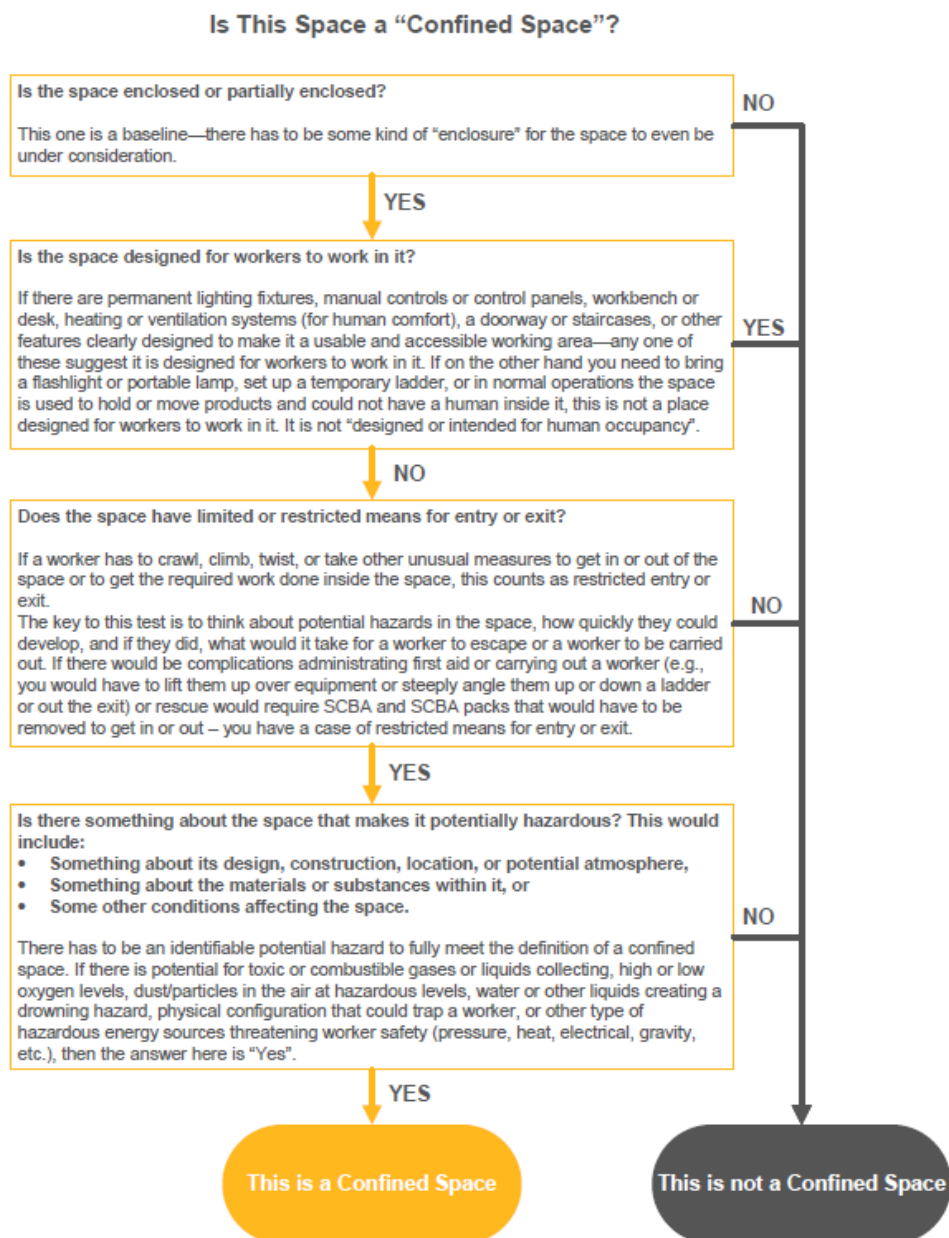 Is This Space a “Confined Space”?
Is the space enclosed or partially enclosed?
This one is a baseline—there has to be some kind of “enclosure” for the space to even be
under consideration.
NO
YES
Is the space designed for workers to work in it?
If there are permanent lighting fixtures, manual controls or control panels, workbench or
desk, heating or ventilation systems (for human comfort), a doorway or staircases, or other
features clearly designed to make it a usable and accessible working area—any one of
these suggest it is designed for workers to work in it. If on the other hand you need to bring
a flashlight or portable lamp, set up a temporary ladder, or in normal operations the space
is used to hold or move products and could not have a human inside it, this is not a place
designed for workers to work in it. It is not “designed or intended for human occupancy”.
YES
NO
Does the space have limited or restricted means for entry or exit?
If a worker has to crawl, climb, twist, or take other unusual measures to get in or out of the
space or to get the required work done inside the space, this counts as restricted entry or
exit.
The key to this test is to think about potential hazards in the space, how quickly they could
develop, and if they did, what would it take for a worker to escape or a worker to be carried
out. If there would be complications administrating first aid or carrying out a worker (e.g.,
you would have to lift them up over equipment or steeply angle them up or down a ladder
or out the exit) or rescue would require SCBA and SCBA packs that would have to be
removed to get in or out – you have a case of restricted means for entry or exit.
NO
YES
Is there something about the space that makes it potentially hazardous? This would
include:
• Something about its design, construction, location, or potential atmosphere,
• Something about the materials or substances within it, or
• Some other conditions affecting the space.
There has to be an identifiable potential hazard to fully meet the definition of a confined
space. If there is potential for toxic or combustible gases or liquids collecting, high or low
oxygen levels, dust/particles in the air at hazardous levels, water or other liquids creating a
drowning hazard, physical configuration that could trap a worker, or other type of
hazardous energy sources threatening worker safety (pressure, heat, electrical, gravity,
etc.), then the answer here is “Yes”.
NO
YES
This is a Confined Space
This is not a Confined Space